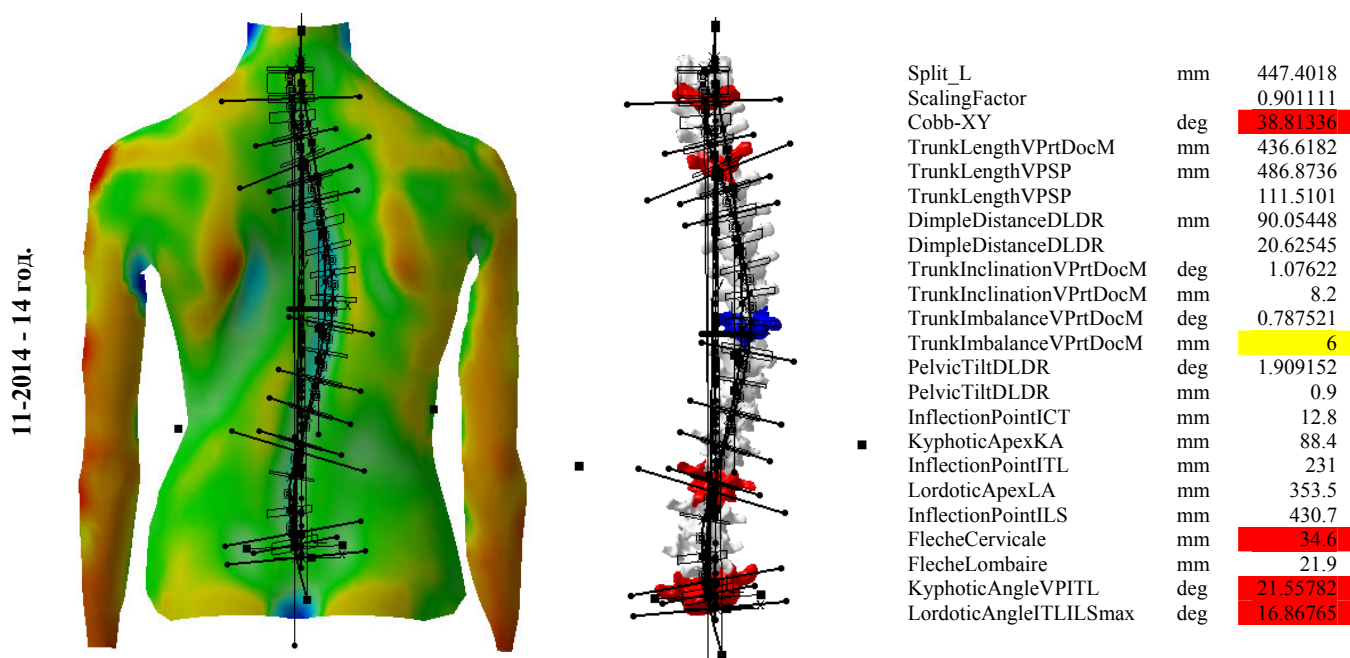 11-2014 - 14 год.
Split_L mm 447.4018
ScalingFactor 0.901111
Cobb-XY deg 38.81336
TrunkLengthVPrtDocM mm 436.6182
TrunkLengthVPSP mm 486.8736
TrunkLengthVPSP 111.5101
DimpleDistanceDLDR mm 90.05448
DimpleDistanceDLDR 20.62545
TrunkInclinationVPrtDocM deg 1.07622
TrunkInclinationVPrtDocM mm 8.2
TrunkImbalanceVPrtDocM deg 0.787521
TrunkImbalanceVPrtDocM mm 6
PelvicTiltDLDR deg 1.909152
PelvicTiltDLDR mm 0.9
InflectionPointICT mm 12.8
KyphoticApexKA mm 88.4
InflectionPointITL mm 231
LordoticApexLA mm 353.5
InflectionPointILS mm 430.7
FlecheCervicale mm 34.6
FlecheLombaire mm 21.9
KyphoticAngleVPITL deg 21.55782
LordoticAngleITLILSmax deg 16.86765